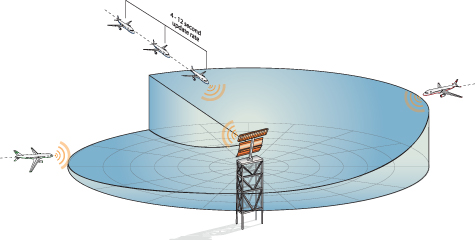 4 - 12 second
update rate